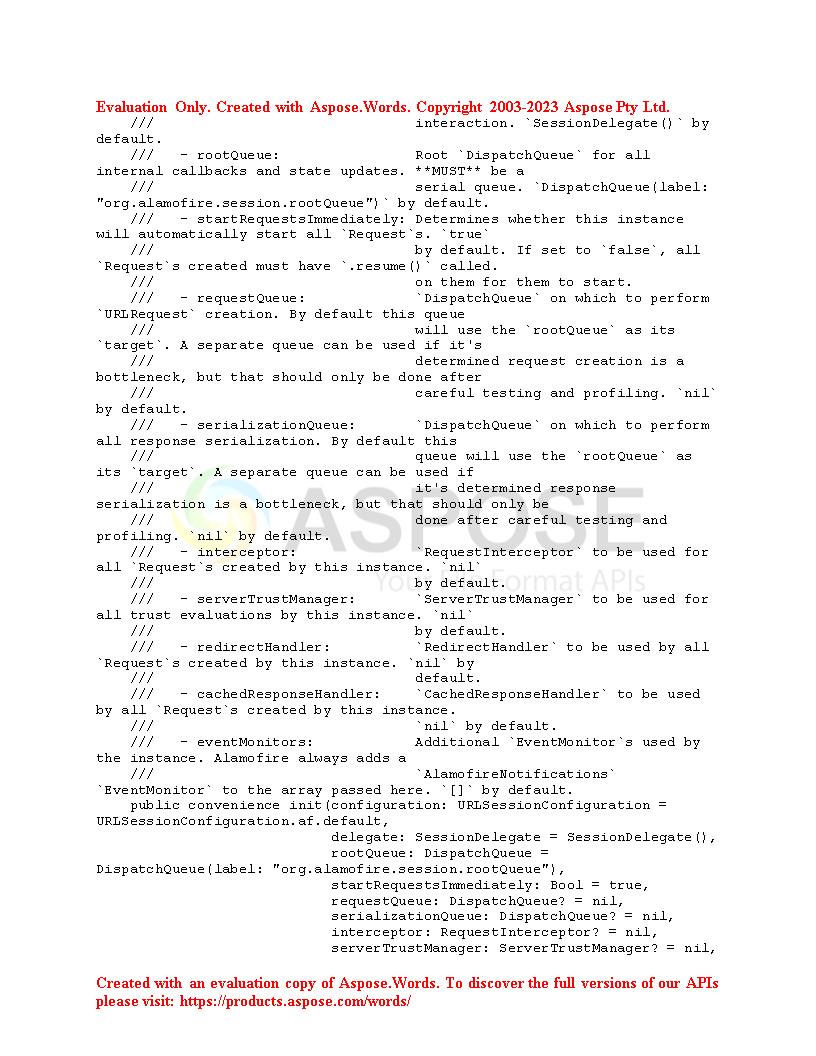 Evaluation Only. Created with Aspose.Words. Copyright 2003-2023 Aspose Pty Ltd.
    ///                               interaction. `SessionDelegate()` by
default.
    ///   - rootQueue:                Root `DispatchQueue` for all
internal callbacks and state updates. **MUST** be a
    ///                               serial queue. `DispatchQueue(label:
"org.alamofire.session.rootQueue")` by default.
    ///   - startRequestsImmediately: Determines whether this instance
will automatically start all `Request`s. `true`
    ///                               by default. If set to `false`, all
`Request`s created must have `.resume()` called.
    ///                               on them for them to start.
    ///   - requestQueue:             `DispatchQueue` on which to perform
`URLRequest` creation. By default this queue
    ///                               will use the `rootQueue` as its
`target`. A separate queue can be used if it's
    ///                               determined request creation is a
bottleneck, but that should only be done after
    ///                               careful testing and profiling. `nil`
by default.
    ///   - serializationQueue:       `DispatchQueue` on which to perform
all response serialization. By default this
    ///                               queue will use the `rootQueue` as
its `target`. A separate queue can be used if
    ///                               it's determined response
serialization is a bottleneck, but that should only be
    ///                               done after careful testing and
profiling. `nil` by default.
    ///   - interceptor:              `RequestInterceptor` to be used for
all `Request`s created by this instance. `nil`
    ///                               by default.
    ///   - serverTrustManager:       `ServerTrustManager` to be used for
all trust evaluations by this instance. `nil`
    ///                               by default.
    ///   - redirectHandler:          `RedirectHandler` to be used by all
`Request`s created by this instance. `nil` by
    ///                               default.
    ///   - cachedResponseHandler:    `CachedResponseHandler` to be used
by all `Request`s created by this instance.
    ///                               `nil` by default.
    ///   - eventMonitors:            Additional `EventMonitor`s used by
the instance. Alamofire always adds a
    ///                               `AlamofireNotifications`
`EventMonitor` to the array passed here. `[]` by default.
    public convenience init(configuration: URLSessionConfiguration =
URLSessionConfiguration.af.default,
                            delegate: SessionDelegate = SessionDelegate(),
                            rootQueue: DispatchQueue =
DispatchQueue(label: "org.alamofire.session.rootQueue"),
                            startRequestsImmediately: Bool = true,
                            requestQueue: DispatchQueue? = nil,
                            serializationQueue: DispatchQueue? = nil,
                            interceptor: RequestInterceptor? = nil,
                            serverTrustManager: ServerTrustManager? = nil,
ASPOSE
Your File Format APIs
Created with an evaluation copy of Aspose.Words. To discover the full versions of our APIs
please visit: https://products.aspose.com/words/